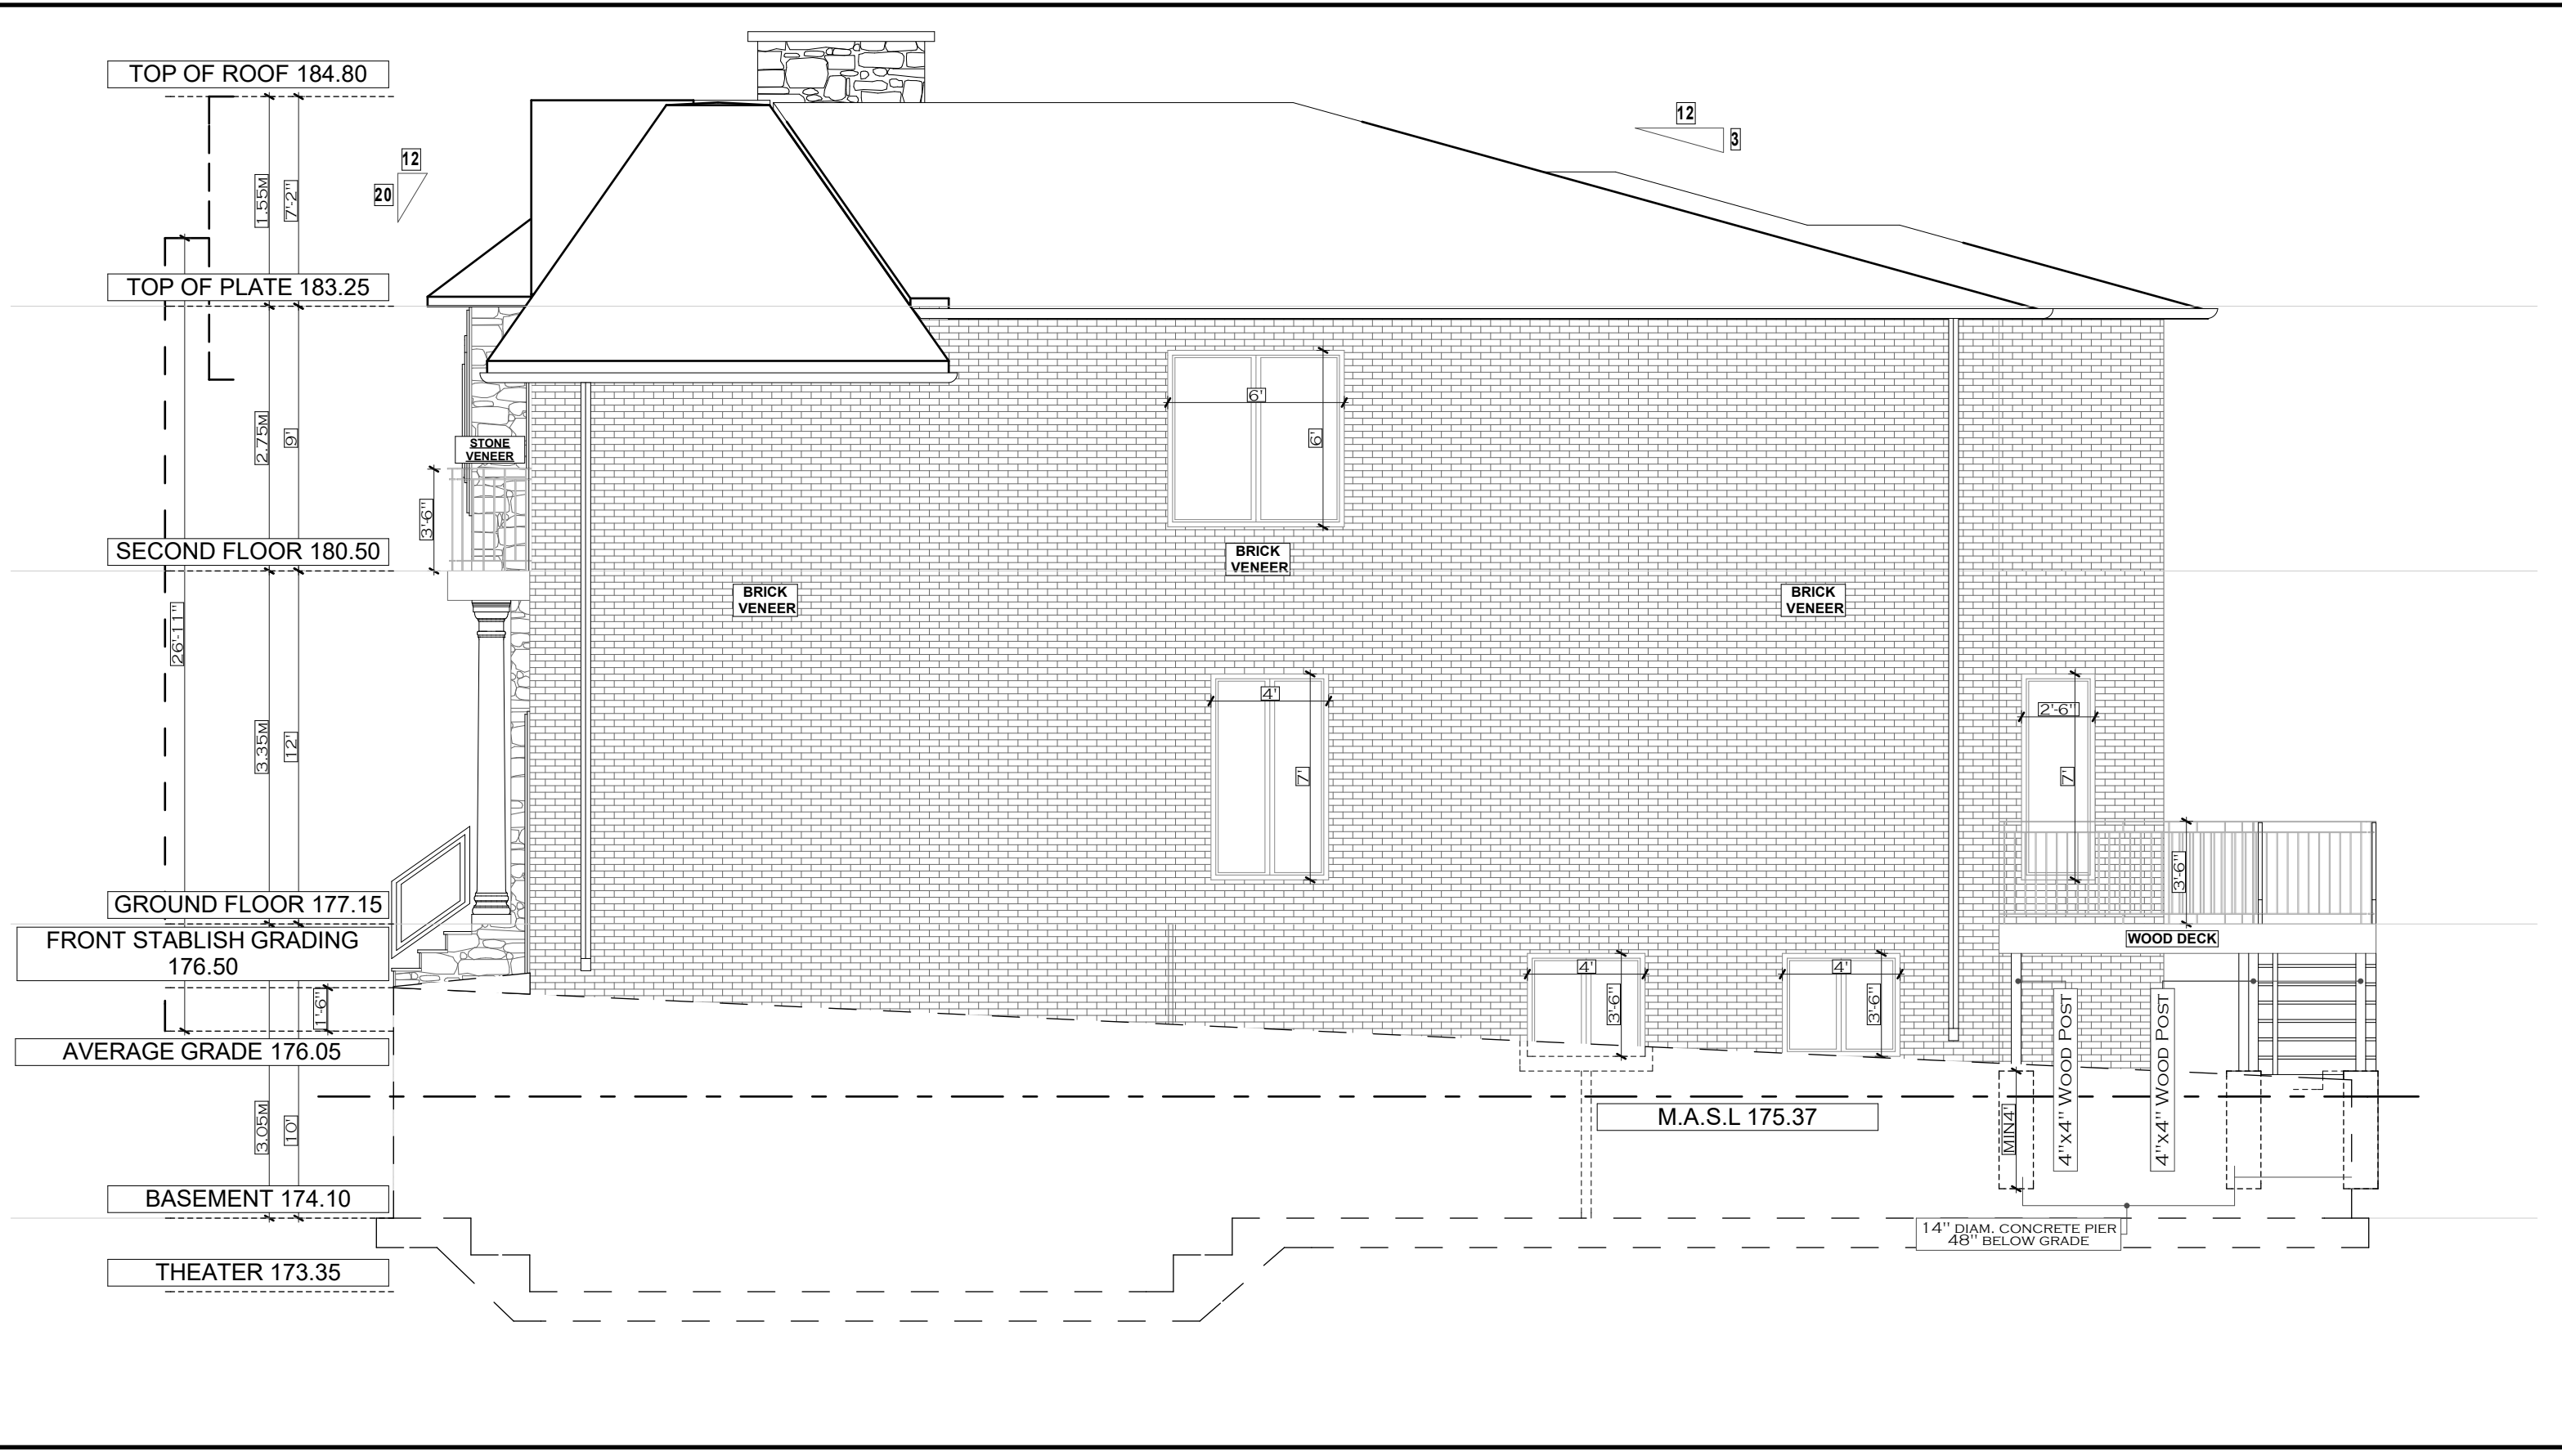 TOP OF ROOF 184.80
12
3
12
20
1.55M
7'-2"
TOP OF PLATE 183.25
6'
6'
2.75M
9'
STONE
VENEER
3'-6"
SECOND FLOOR 180.50
BRICK
VENEER
BRICK
VENEER
BRICK
VENEER
26'-11"
4'
7'
2'-6"
7'
3.35M
12'
3'-6"
GROUND FLOOR 177.15
FRONT STABLISH GRADING
176.50
WOOD DECK
4'
3'-6"
4'
3'-6"
1'-6"
4"x4" WOOD POST
4"x4" WOOD POST
AVERAGE GRADE 176.05
M.A.S.L 175.37
MIN4'
3.05M
10'
BASEMENT 174.10
14" DIAM. CONCRETE PIER
48" BELOW GRADE
THEATER 173.35